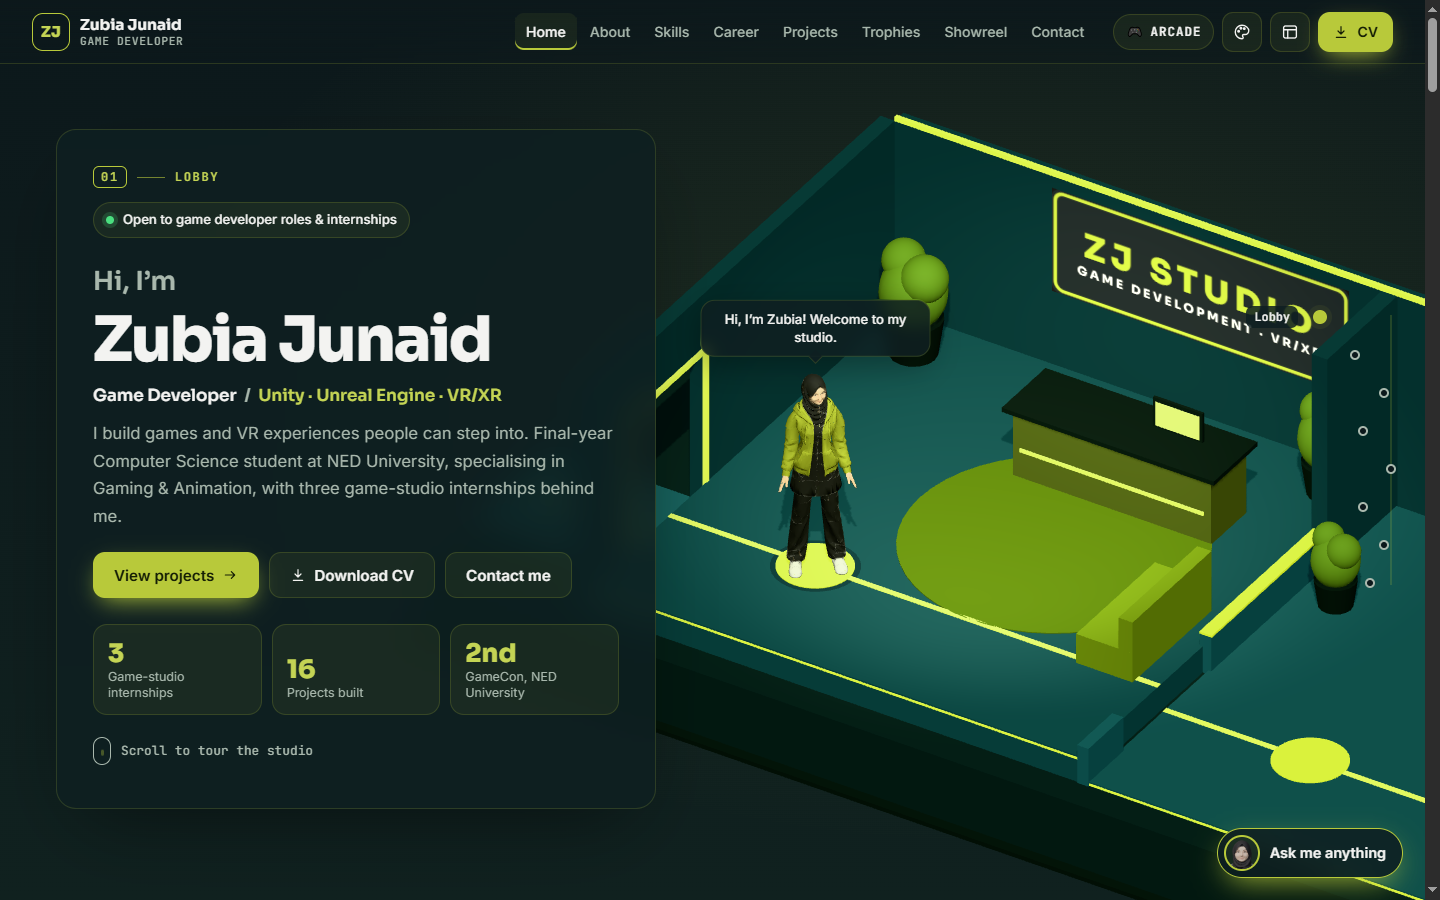 ZJ
Zubia Junaid
GAME DEVELOPER
Home
About
Skills
Career
Projects
Trophies
Showreel
Contact
ARCADE
CV
01
LOBBY
Open to game developer roles & internships
Hi, I’m
Zubia Junaid
Game Developer / Unity · Unreal Engine · VR/XR
I build games and VR experiences people can step into. Final-year
Computer Science student at NED University, specialising in
Gaming & Animation, with three game-studio internships behind
me.
View projects →
Download CV
Contact me
3
Game-studio
internships
16
Projects built
2nd
GameCon, NED
University
Scroll to tour the studio
Hi, I’m Zubia! Welcome to my
studio.
ZJ STUDIO
GAME DEVELOPMENT · VR/X
Lobby
Ask me anything